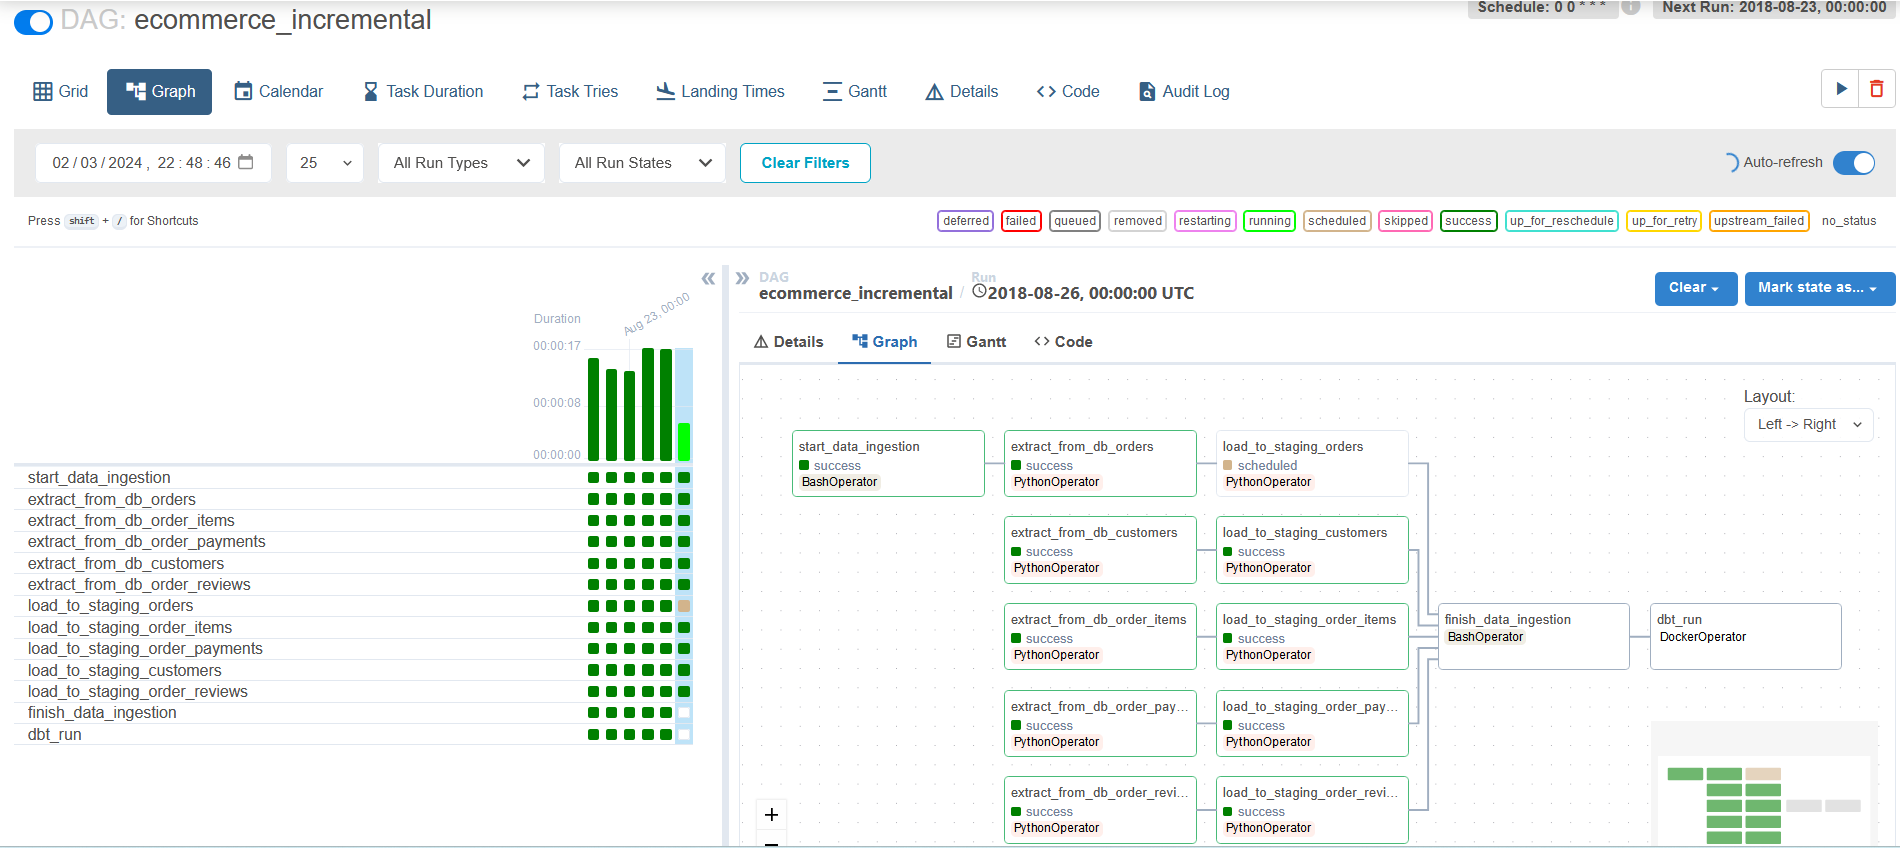 DAG: ecommerce_incremental
Schedule: 0 0 * * *
Next Run: 2018-08-23, 00:00:00
Grid
Graph
Calendar
Task Duration
Task Tries
Landing Times
Gantt
Details
Code
Audit Log
02 / 03 / 2024 , 22 : 48 : 46
25
All Run Types
All Run States
Clear Filters
Auto-refresh
Press shift + / for Shortcuts
deferred
failed
queued
removed
restarting
running
scheduled
skipped
success
up_for_reschedule
up_for_retry
upstream_failed
no_status
Duration
Aug 23, 00:00
00:00:17
00:00:08
00:00:00
start_data_ingestion
extract_from_db_orders
extract_from_db_order_items
extract_from_db_order_payments
extract_from_db_customers
extract_from_db_order_reviews
load_to_staging_orders
load_to_staging_order_items
load_to_staging_order_payments
load_to_staging_customers
load_to_staging_order_reviews
finish_data_ingestion
dbt_run
DAG
ecommerce_incremental
/
Run
2018-08-26, 00:00:00 UTC
Clear
Mark state as...
Details
Graph
Gantt
Code
Layout:
Left -> Right
start_data_ingestion
success
BashOperator
extract_from_db_orders
success
PythonOperator
load_to_staging_orders
scheduled
PythonOperator
extract_from_db_customers
success
PythonOperator
load_to_staging_customers
success
PythonOperator
extract_from_db_order_items
success
PythonOperator
load_to_staging_order_items
success
PythonOperator
finish_data_ingestion
BashOperator
dbt_run
DockerOperator
extract_from_db_order_pay...
success
PythonOperator
load_to_staging_order_pay...
success
PythonOperator
extract_from_db_order_revi...
success
PythonOperator
load_to_staging_order_revi...
success
PythonOperator